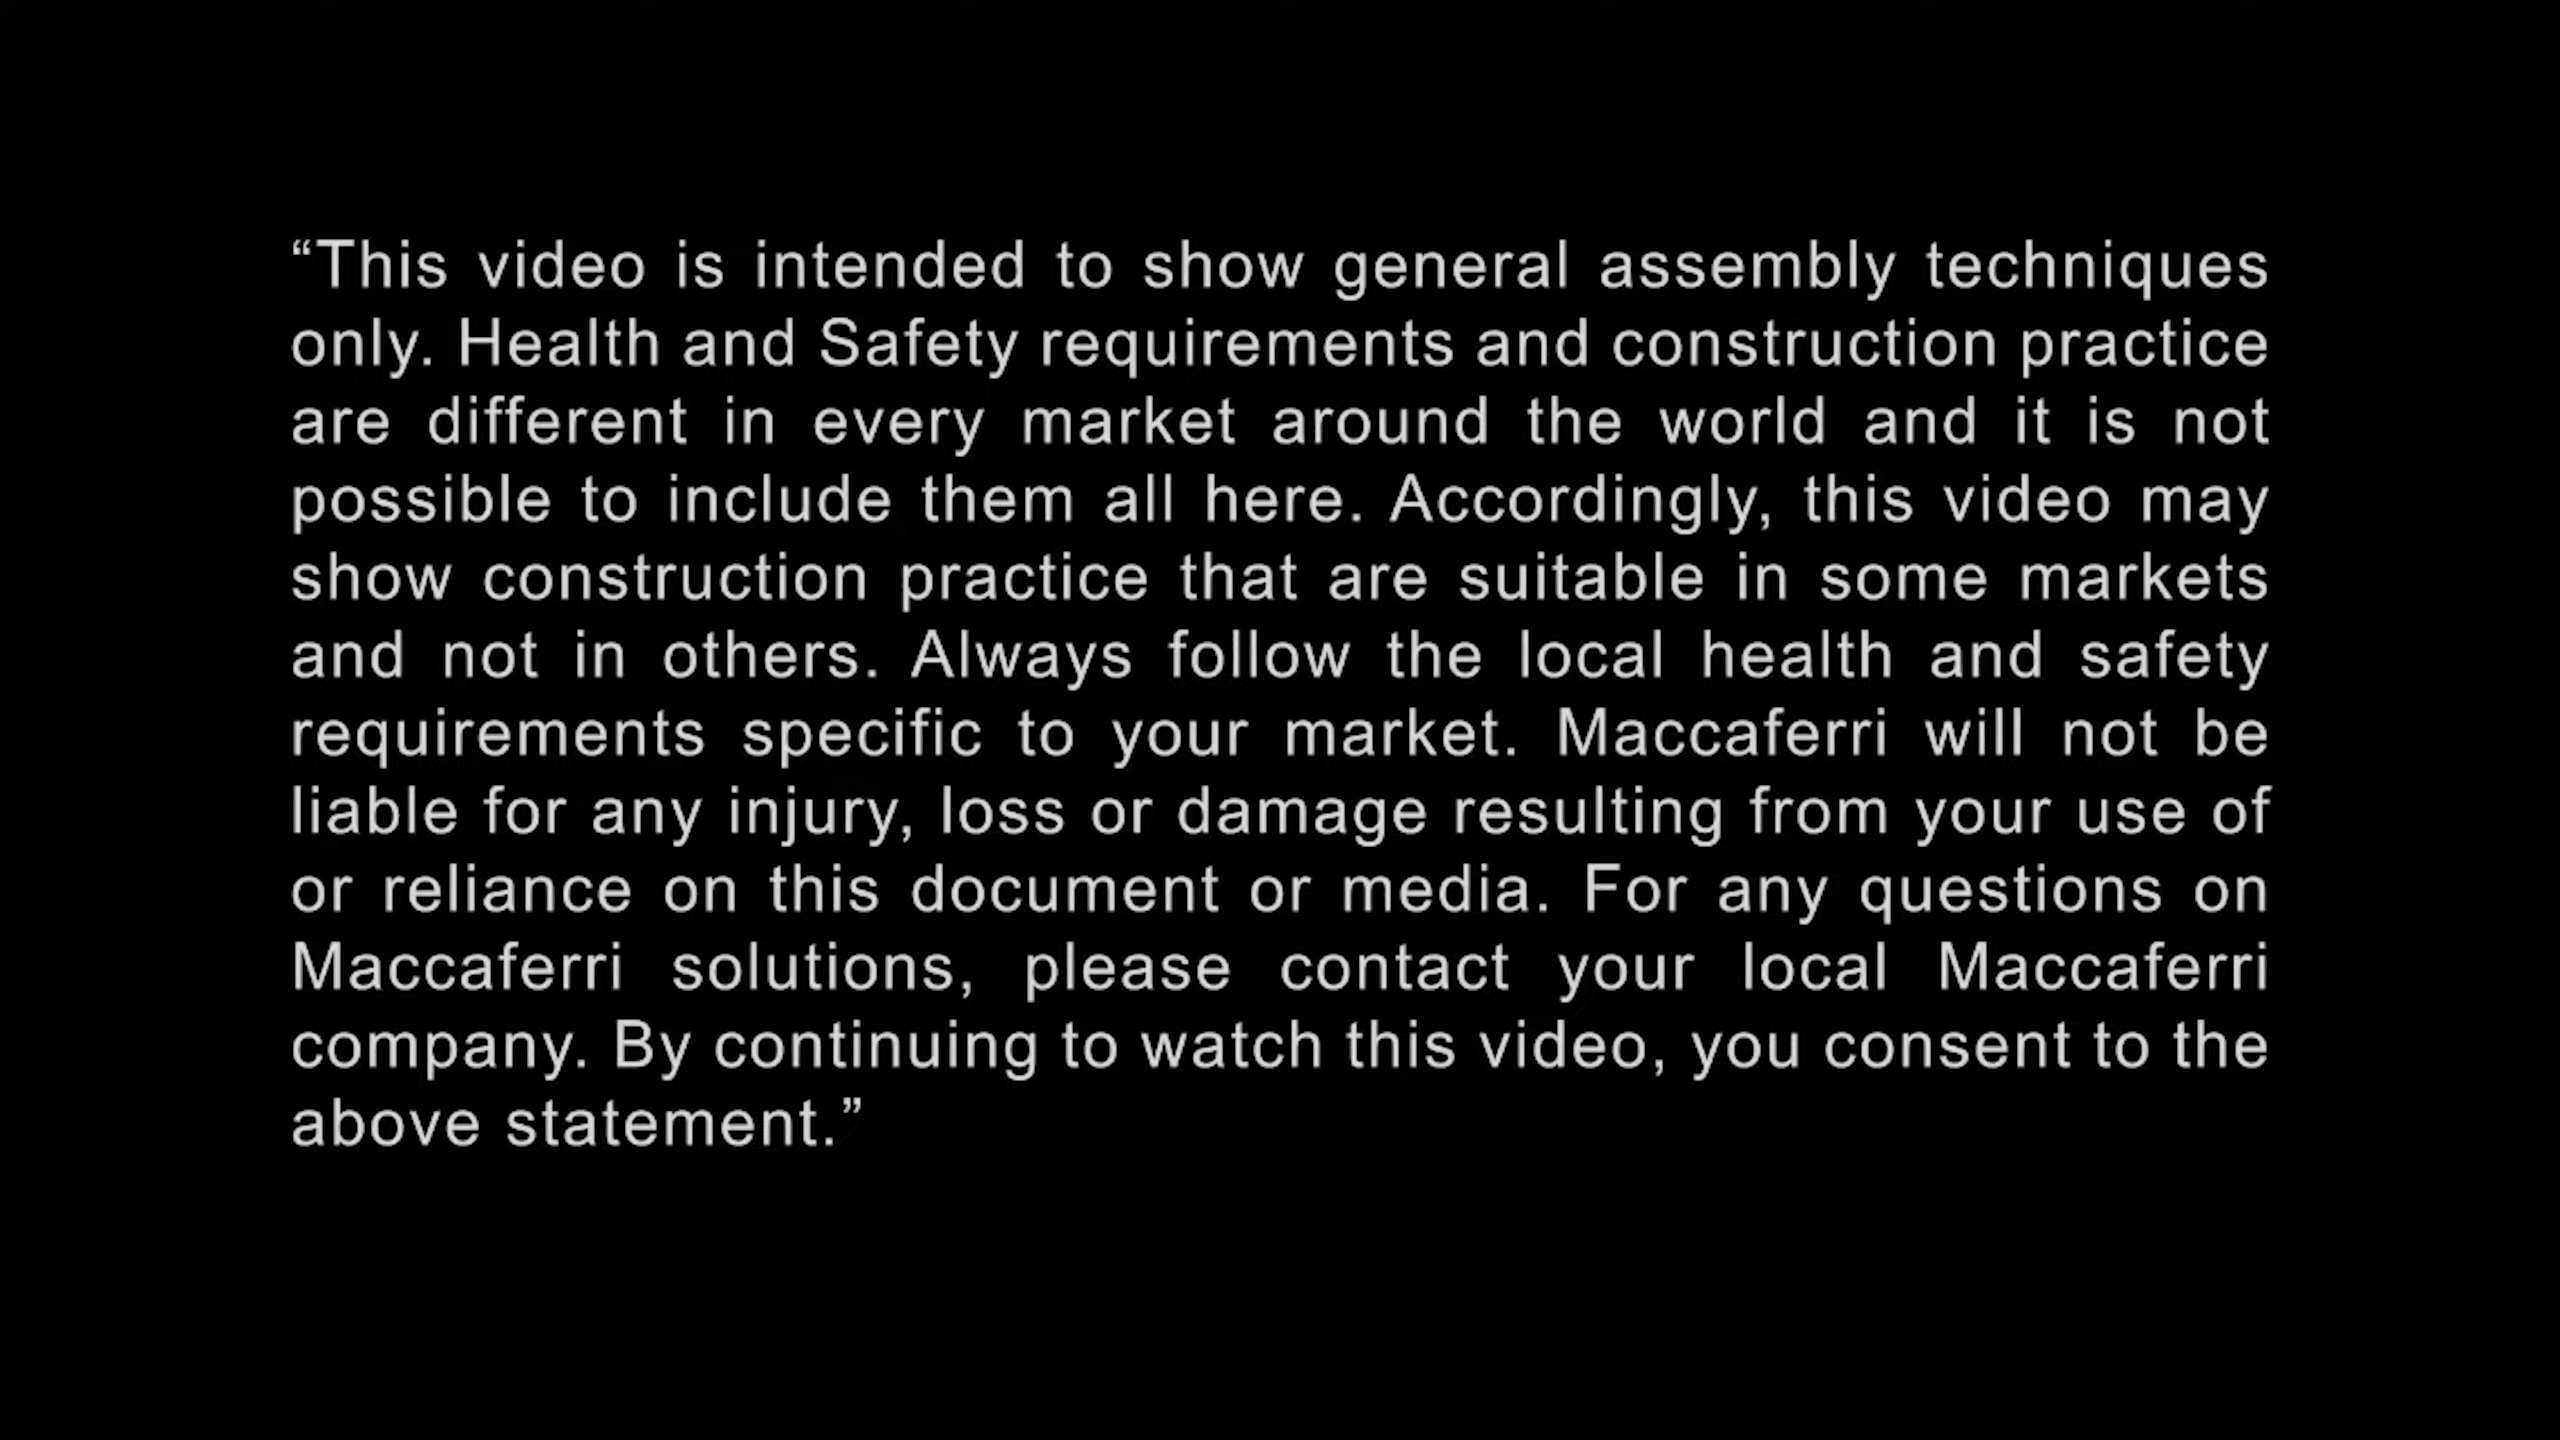 “This video is intended to show general assembly techniques
only. Health and Safety requirements and construction practice
are different in every market around the world and it is not
possible to include them all here. Accordingly, this video may
show construction practice that are suitable in some markets
and not in others. Always follow the local health and safety
requirements specific to your market. Maccaferri will not be
liable for any injury, loss or damage resulting from your use of
or reliance on this document or media. For any questions on
Maccaferri solutions, please contact your local Maccaferri
company. By continuing to watch this video, you consent to the
above statement.”